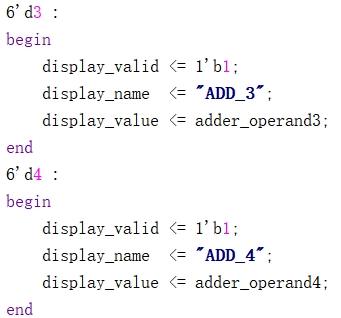 6'd3 :
begin
    display_valid <= 1'b1;
    display_name  <= "ADD_3";
    display_value <= adder_operand3;
end
6'd4 :
begin
    display_valid <= 1'b1;
    display_name  <= "ADD_4";
    display_value <= adder_operand4;
end